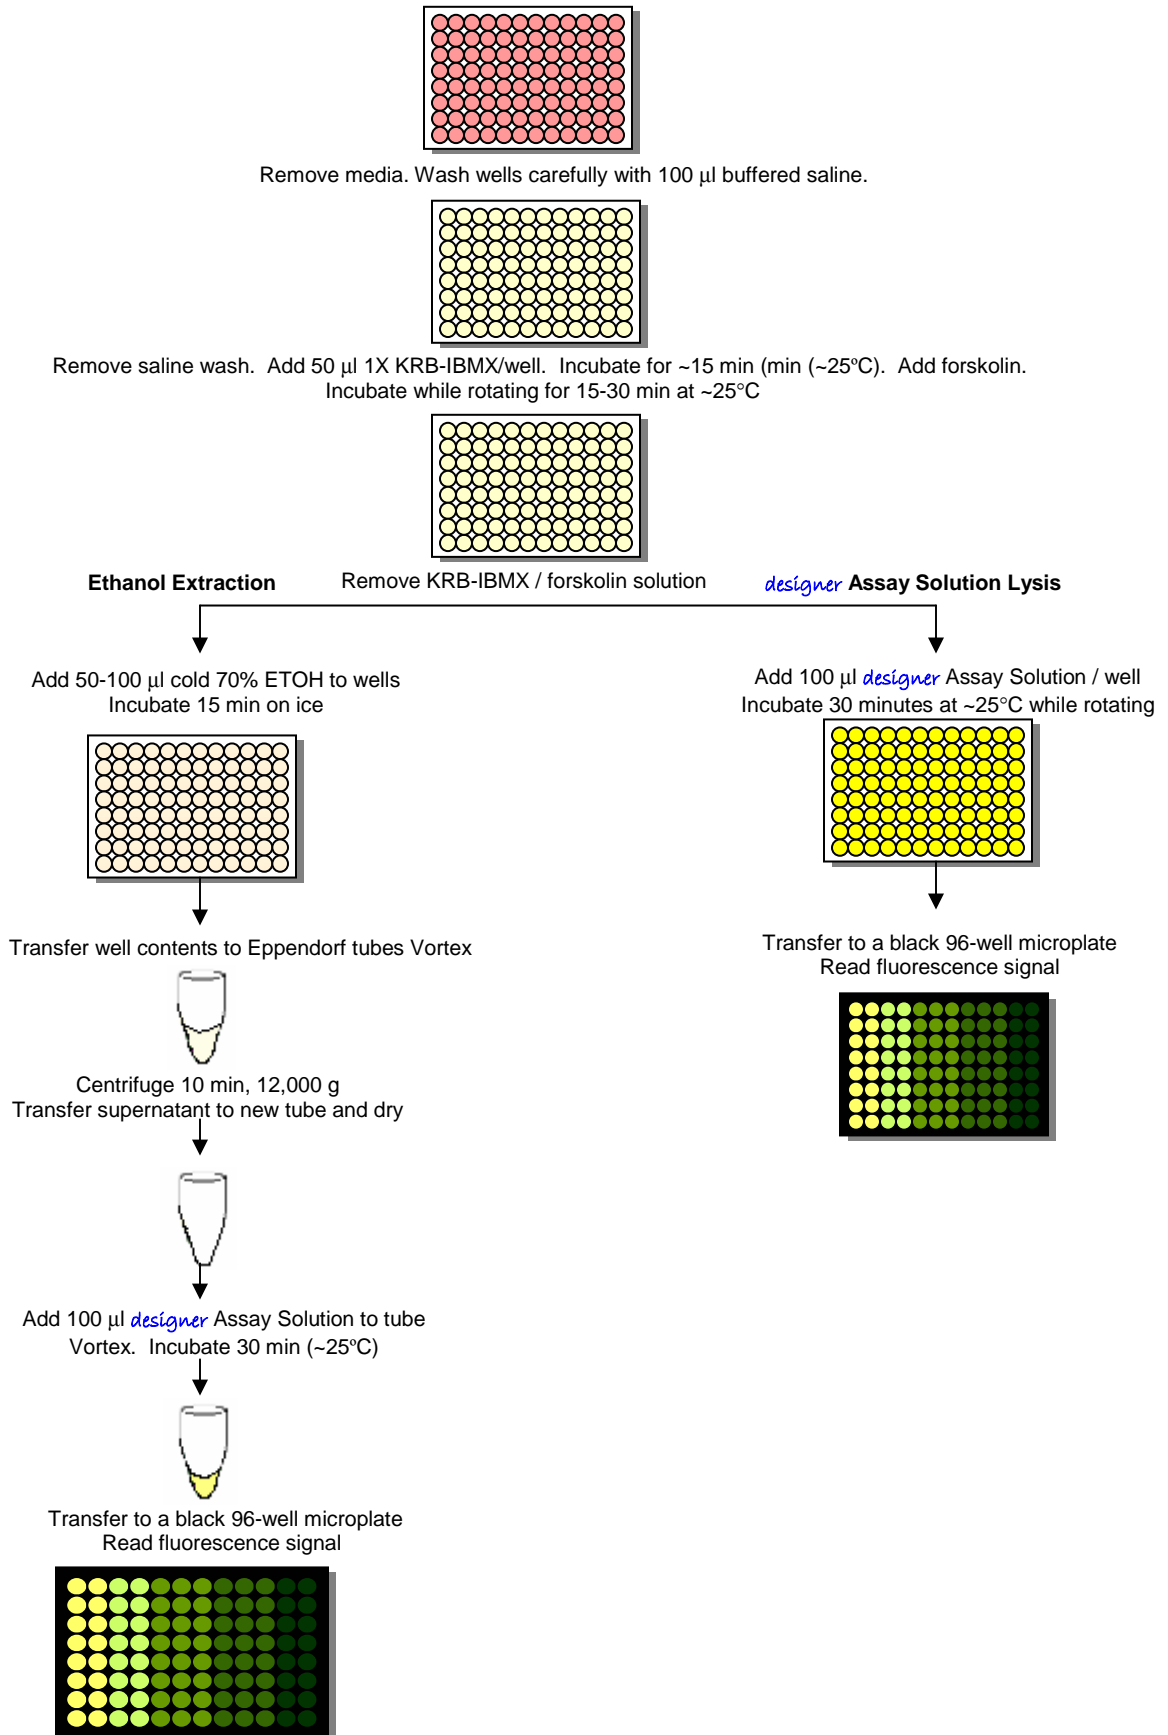 Remove media. Wash wells carefully with 100 μl buffered saline.
Remove saline wash.  Add 50 μl 1X KRB-IBMX/well.  Incubate for ~15 min (min (~25ºC).  Add forskolin.
Incubate while rotating for 15-30 min at ~25°C
Ethanol Extraction
Remove KRB-IBMX / forskolin solution
designer Assay Solution Lysis
Add 50-100 μl cold 70% ETOH to wells
Incubate 15 min on ice
Transfer well contents to Eppendorf tubes Vortex
Centrifuge 10 min, 12,000 g
Transfer supernatant to new tube and dry
Add 100 μl designer Assay Solution to tube
Vortex.  Incubate 30 min (~25ºC)
Transfer to a black 96-well microplate
Read fluorescence signal
Add 100 μl designer Assay Solution / well
Incubate 30 minutes at ~25°C while rotating
Transfer to a black 96-well microplate
Read fluorescence signal